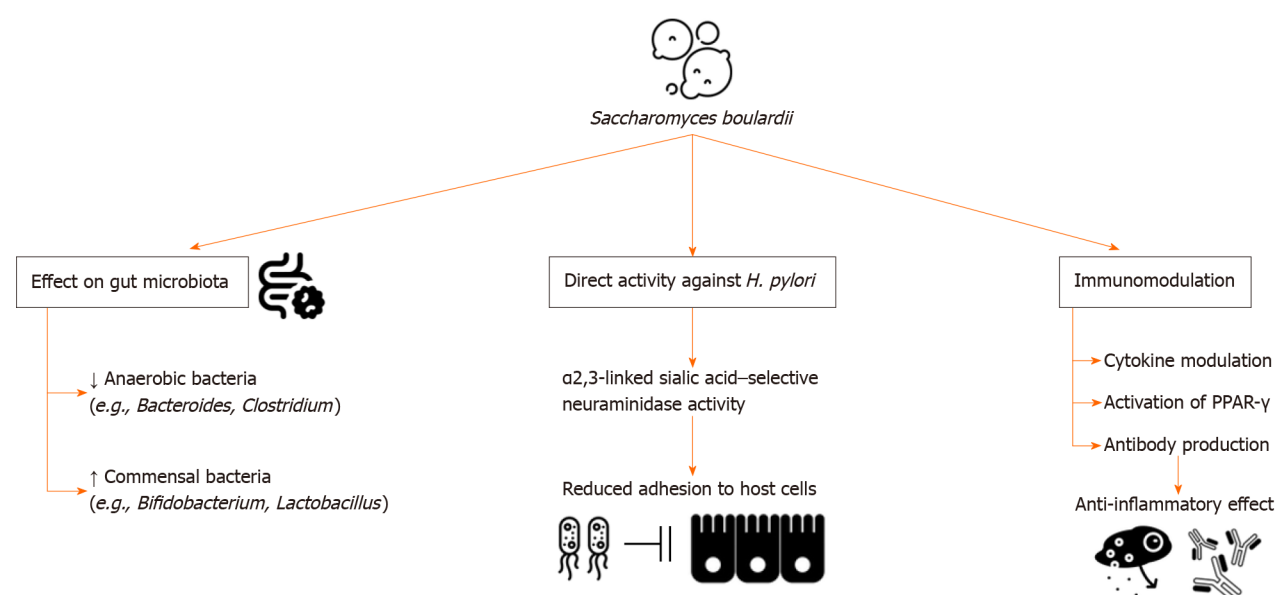 Saccharomyces boulardii
Effect on gut microbiota
↓ Anaerobic bacteria
(e.g., Bacteroides, Clostridium)
↑ Commensal bacteria
(e.g., Bifidobacterium, Lactobacillus)
Direct activity against H. pylori
α2,3-linked sialic acid–selective
neuraminidase activity
Reduced adhesion to host cells
Immunomodulation
Cytokine modulation
Activation of PPAR-γ
Antibody production
Anti-inflammatory effect